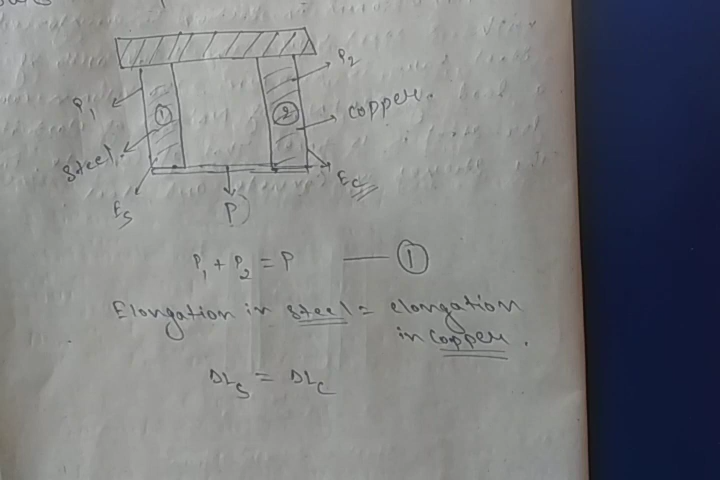 P₂
P₁
①
②
copper.
steel.
Es
Ec
P
P₁ + P₂ = P — ①
Elongation in steel = elongation
in copper.
ΔLs = ΔLc